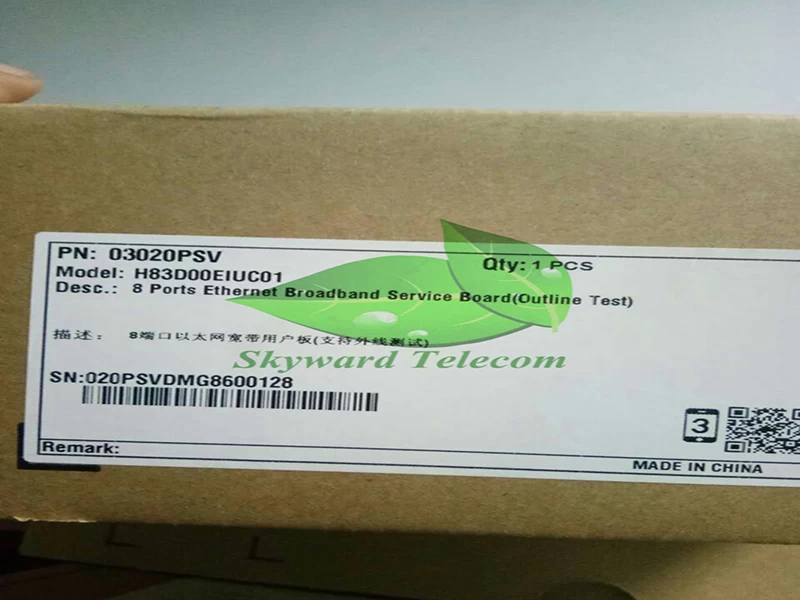 PN: 03020PSV
Qty: 1 PCS
Model: H83D00EIUC01
Desc.: 8 Ports Ethernet Broadband Service Board(Outline Test)
描述: 8端口以太网宽带用户板(支持外线测试)
Skyward Telecom
SN:020PSVDMG8600128
3
Remark:
MADE IN CHINA